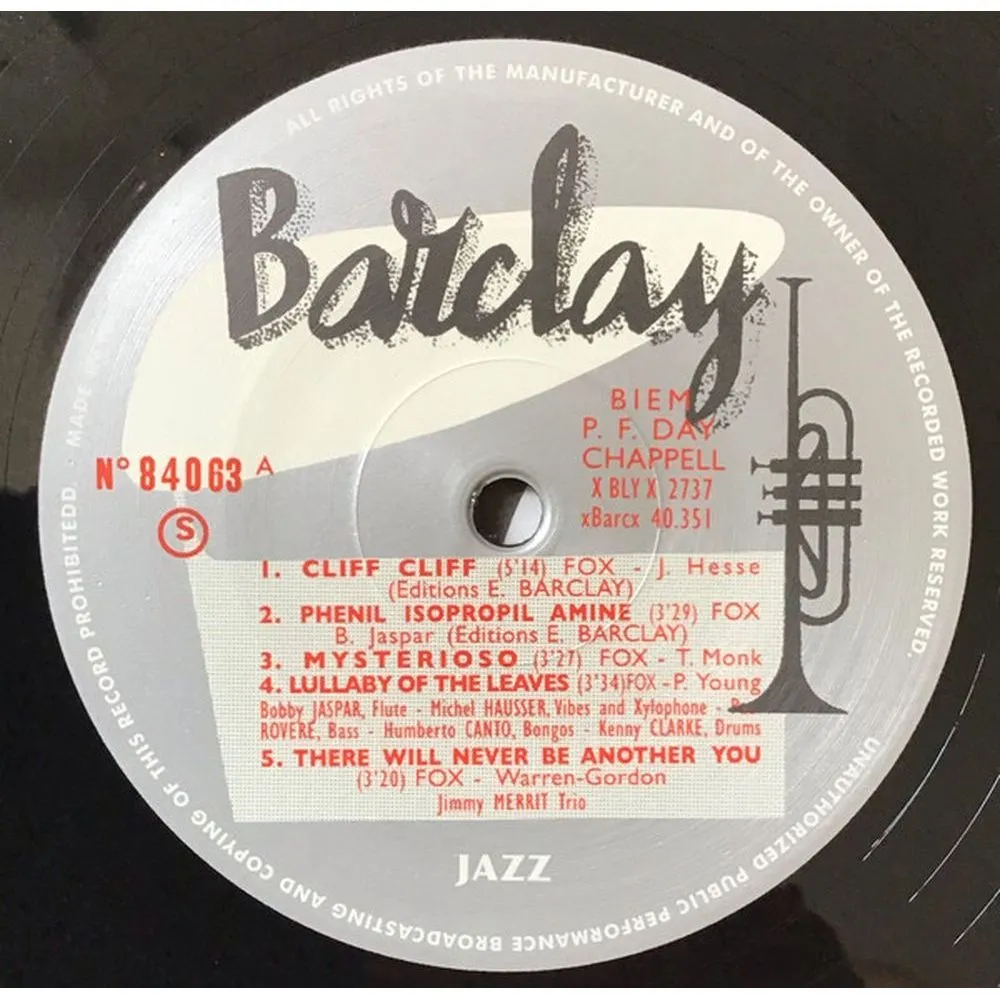 ALL RIGHTS OF THE MANUFACTURER AND OF THE OWNER OF THE RECORDED WORK RESERVED.
Barclay
BIEM
P. F. DAY
CHAPPELL
X BLY X 2737
xBarcx 40.351
N° 84063 A
S
1. CLIFF CLIFF (5'14) FOX - J. Hesse
(Editions E. BARCLAY)
2. PHENIL ISOPROPIL AMINE (3'29) FOX
B. Jaspar (Editions E. BARCLAY)
3. MYSTERIOSO (3'27) FOX - T. Monk
4. LULLABY OF THE LEAVES (3'34) FOX - P. Young
Bobby JASPAR, Flute - Michel HAUSSER, Vibes and Xylophone -
ROVERE, Bass - Humberto CANTO, Bongos - Kenny CLARKE, Drums
5. THERE WILL NEVER BE ANOTHER YOU
(3'20) FOX - Warren-Gordon
Jimmy MERRIT Trio
JAZZ
UNAUTHORIZED PUBLIC PERFORMANCE BROADCASTING AND COPYING OF THIS RECORD PROHIBITEDD. - MADE